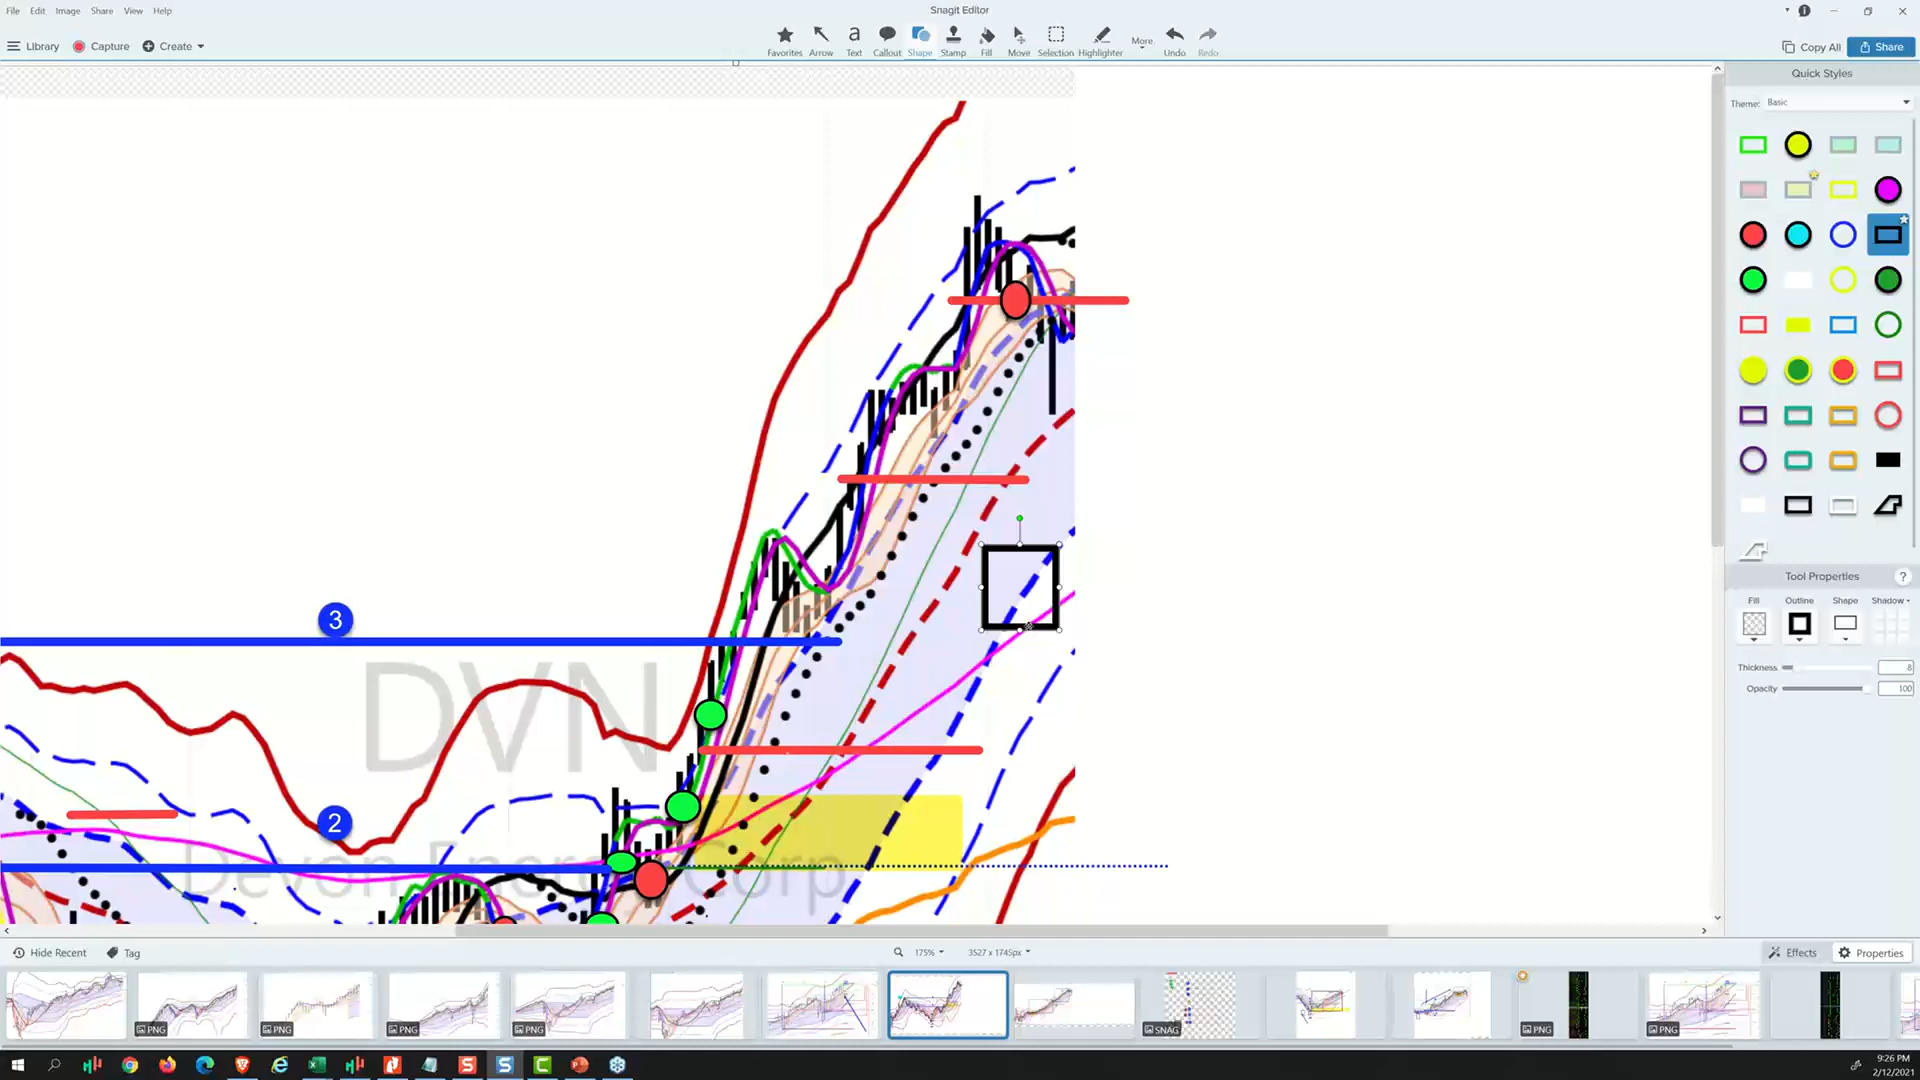 File Edit Image Share View Help
Snagit Editor
Library Capture Create
Favorites Arrow Text Callout Shape Stamp Fill Move Selection Highlighter More Undo Redo
Copy All Share
Quick Styles
Theme: Basic
3
DVN
2
Devon Energy Corp
Tool Properties ?
Fill Outline Shape Shadow
Thickness 8
Opacity 100
Hide Recent Tag
175% 3527 x 1745px
Effects Properties
PNG PNG PNG PNG SNAG PNG PNG
9:26 PM
2/12/2021